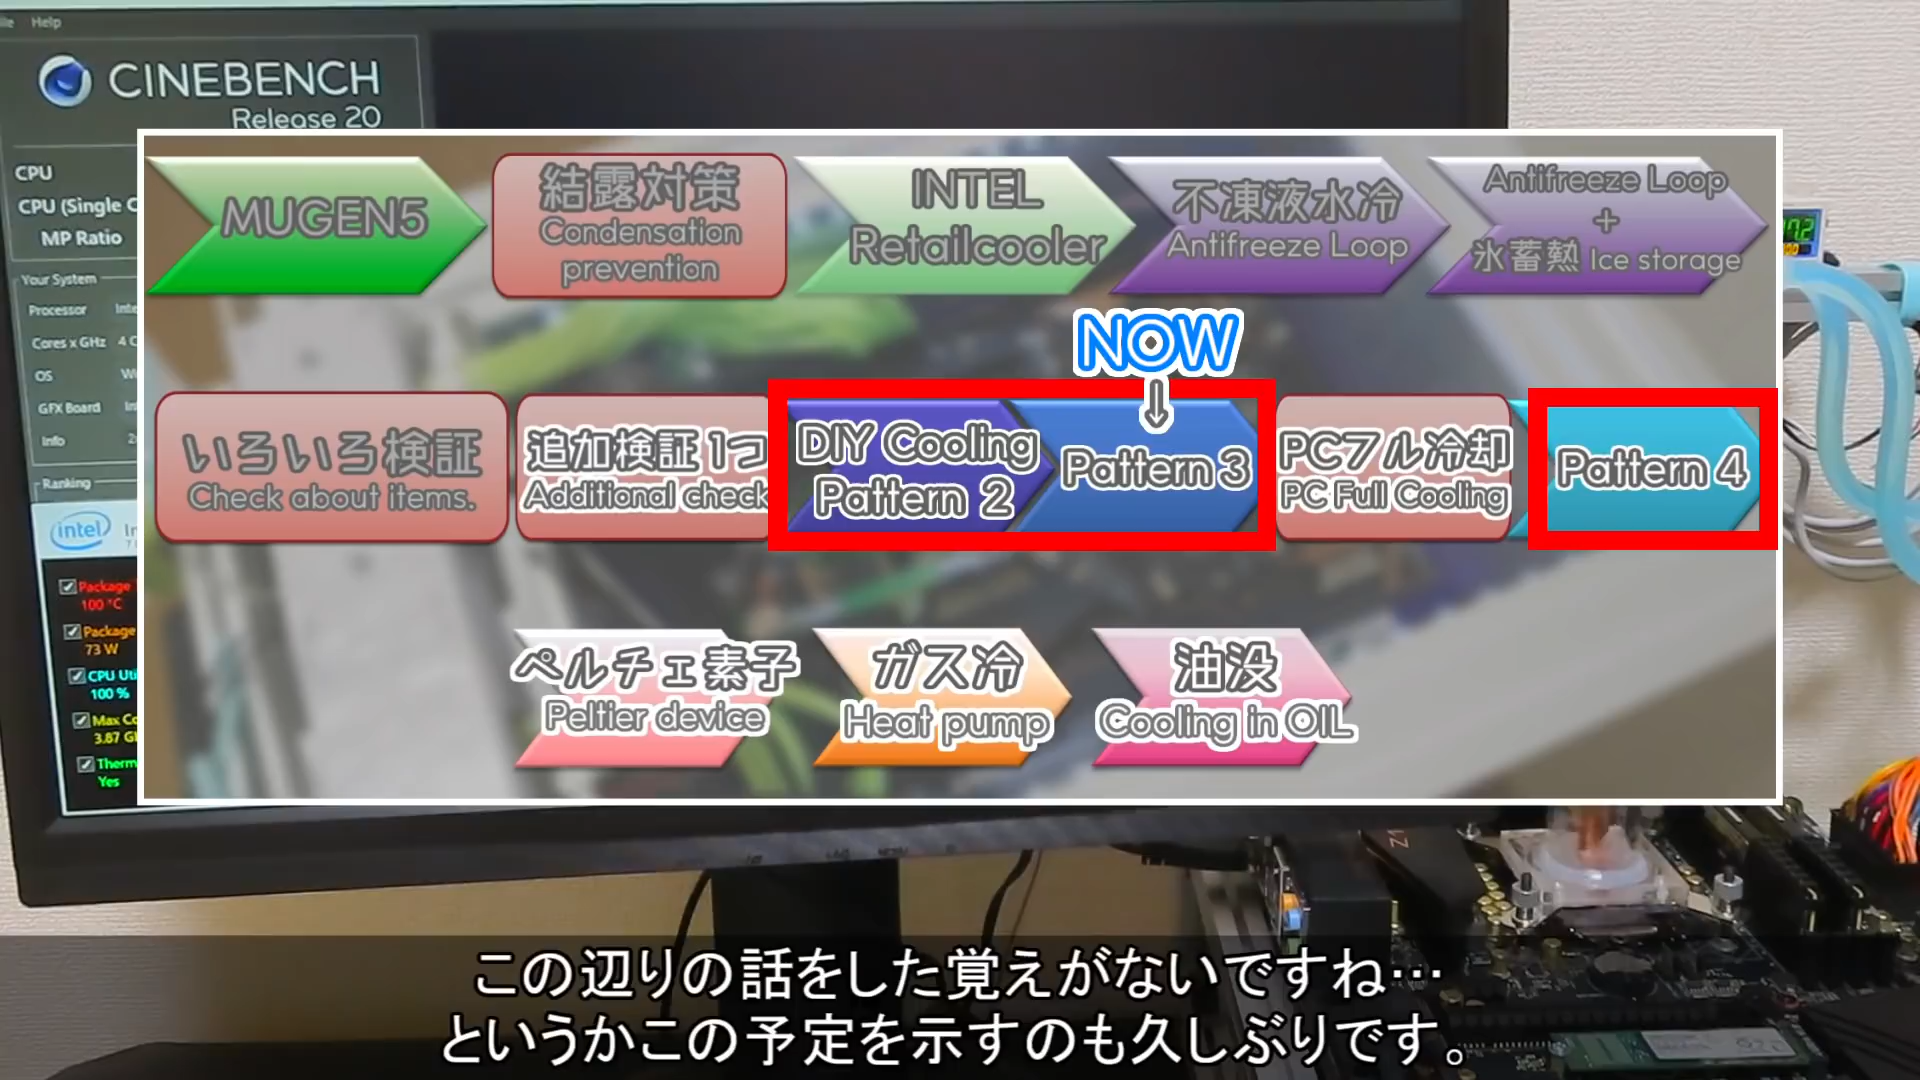 Help
CINEBENCH
Release 20
CPU
CPU (Single C
MP Ratio
Your System
Processor
Cores x GHz 4 C
OS
GFX Board
Info
Ranking
intel
Package
100 °C
Package
73 W
CPU Uti
100 %
Max Co
3.87 G
Therm
Yes
MUGEN5
結露対策
Condensation
prevention
INTEL
Retailcooler
不凍液水冷
Antifreeze Loop
Antifreeze Loop
+
氷蓄熱 Ice storage
NOW
↓
いろいろ検証
Check about items.
追加検証 1つ
Additional check
DIY Cooling
Pattern 2
Pattern 3
PCフル冷却
PC Full Cooling
Pattern 4
ペルチェ素子
Peltier device
ガス冷
Heat pump
油没
Cooling in OIL
この辺りの話をした覚えがないですね…
というかこの予定を示すのも久しぶりです。